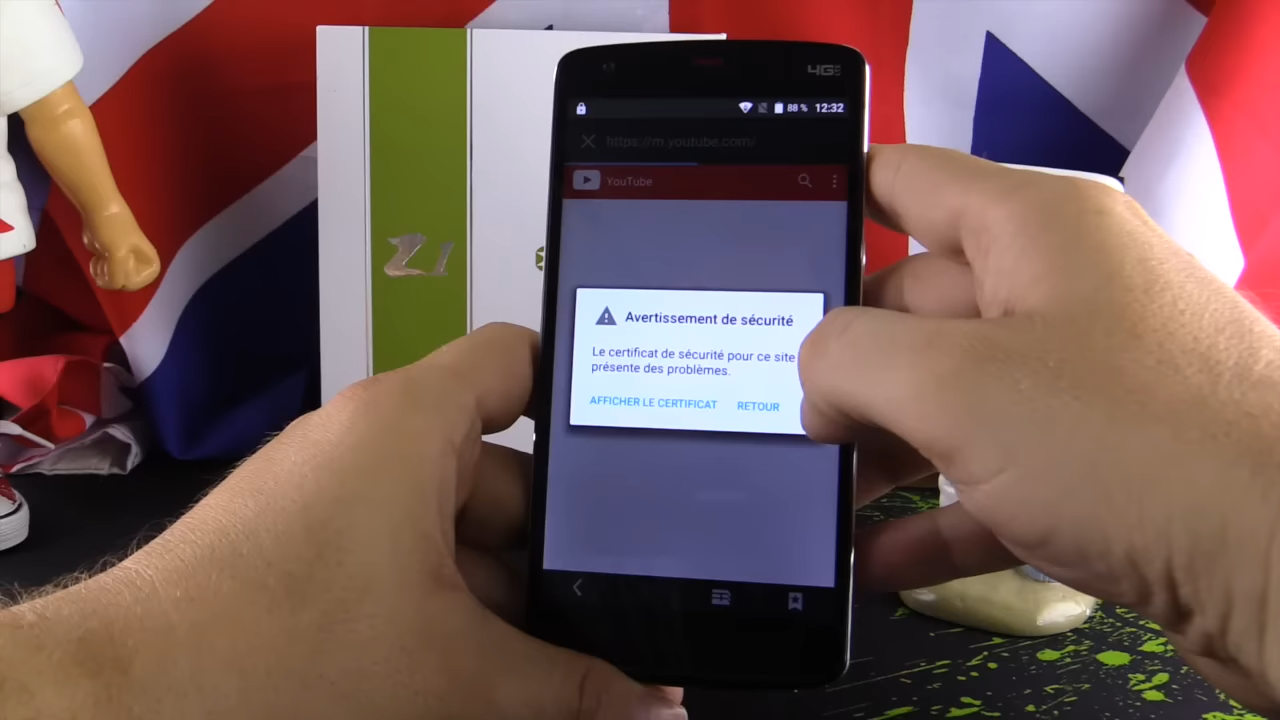 Z1
4G LTE
88 %
12:32
https://m.youtube.com/
YouTube
Avertissement de sécurité
Le certificat de sécurité pour ce site
présente des problèmes.
AFFICHER LE CERTIFICAT
RETOUR